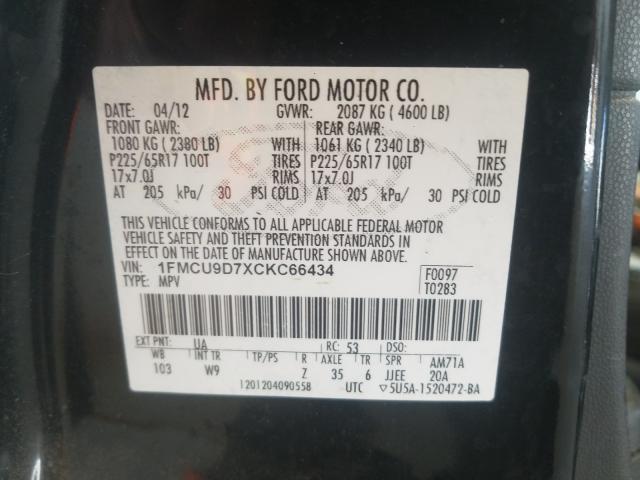 MFD. BY FORD MOTOR CO.
DATE: 04/12 GVWR: 2087 KG ( 4600 LB)
FRONT GAWR: REAR GAWR:
1080 KG ( 2380 LB) WITH 1061 KG ( 2340 LB) WITH
P225/65R17 100T TIRES P225/65R17 100T TIRES
17x7.0J RIMS 17x7.0J RIMS
AT 205 kPa/ 30 PSI COLD AT 205 kPa/ 30 PSI COLD
THIS VEHICLE CONFORMS TO ALL APPLICABLE FEDERAL MOTOR
VEHICLE SAFETY AND THEFT PREVENTION STANDARDS IN
EFFECT ON THE DATE OF MANUFACTURE SHOWN ABOVE.
VIN: 1FMCU9D7XCKC66434 F0097
TYPE: MPV T0283
EXT PNT: UA RC: 53 DSO:
WB INT TR TP/PS R AXLE TR SPR AM71A
103 W9 Z 35 6 JJEE 20A
1201204090558 UTC ▽5U5A-1520472-BA